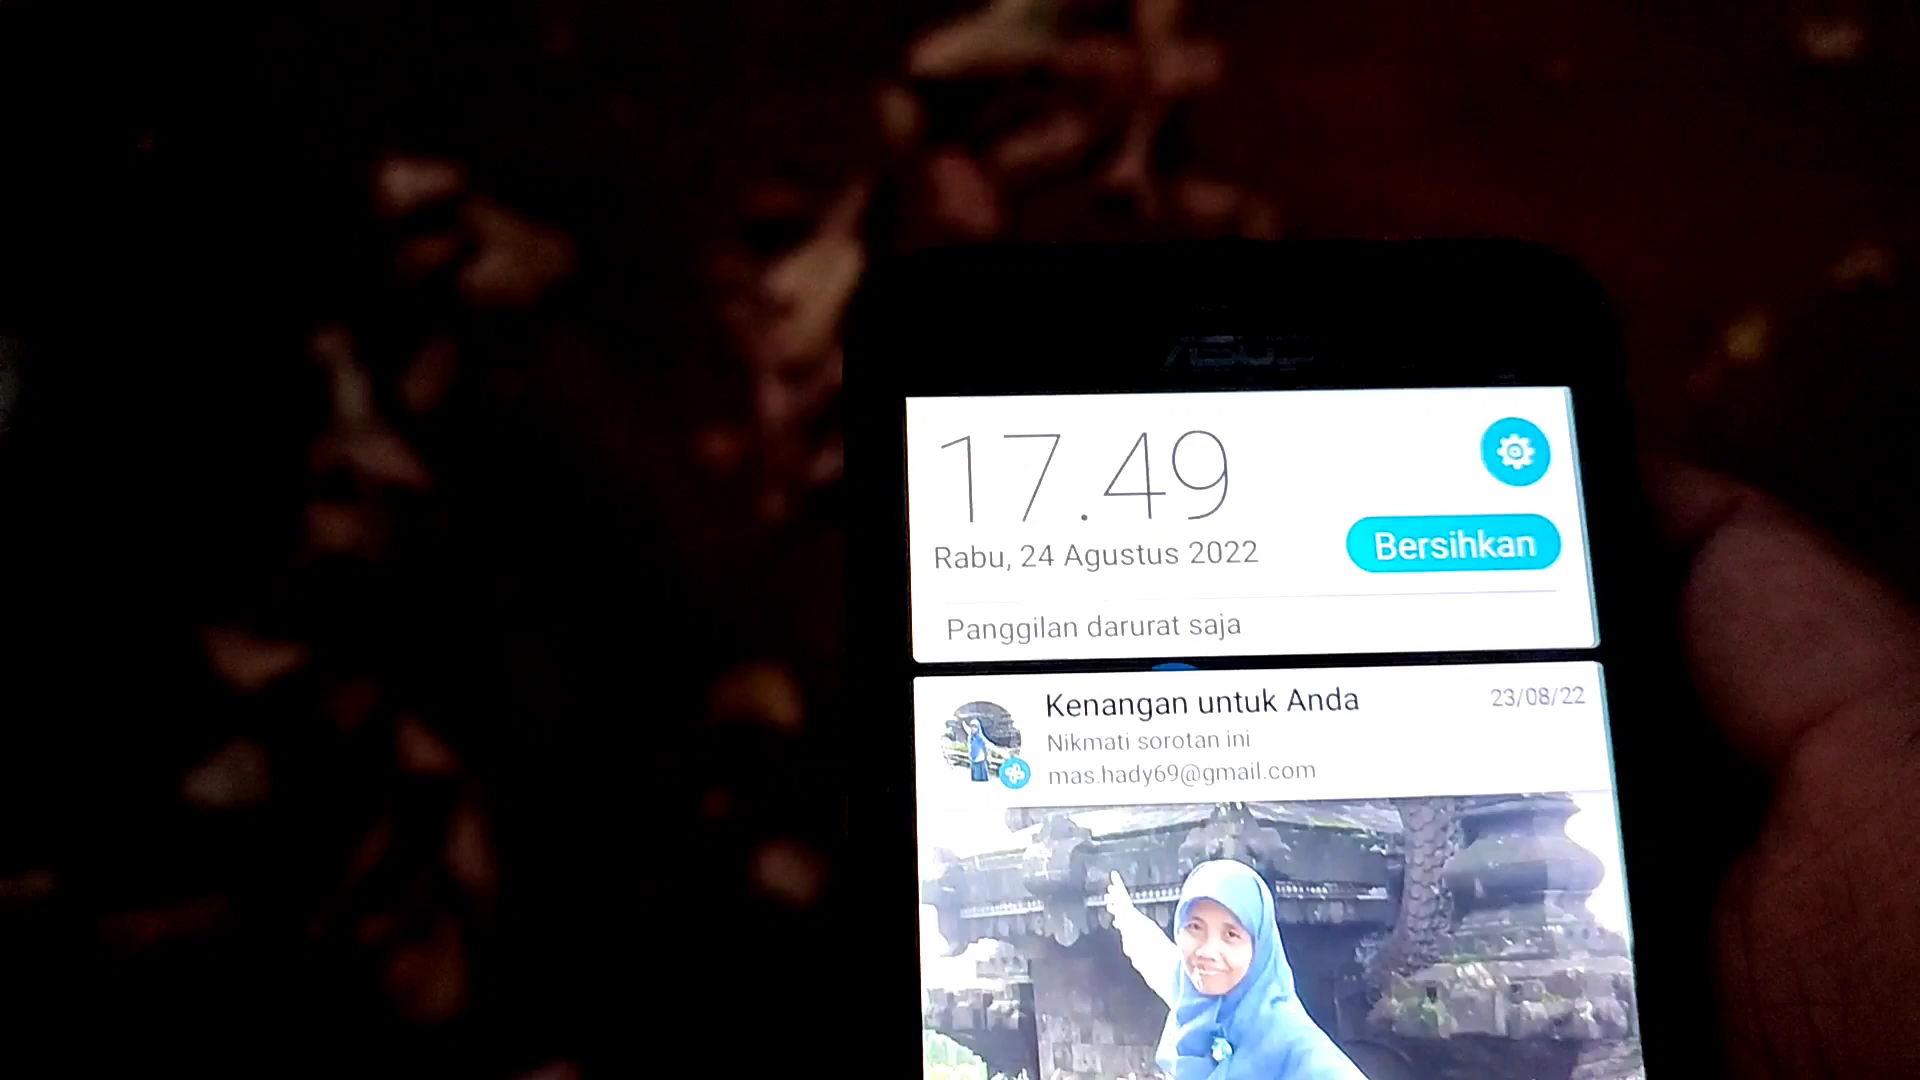 ASUS
17.49
Rabu, 24 Agustus 2022
Bersihkan
Panggilan darurat saja
Kenangan untuk Anda
23/08/22
Nikmati sorotan ini
mas.hady69@gmail.com